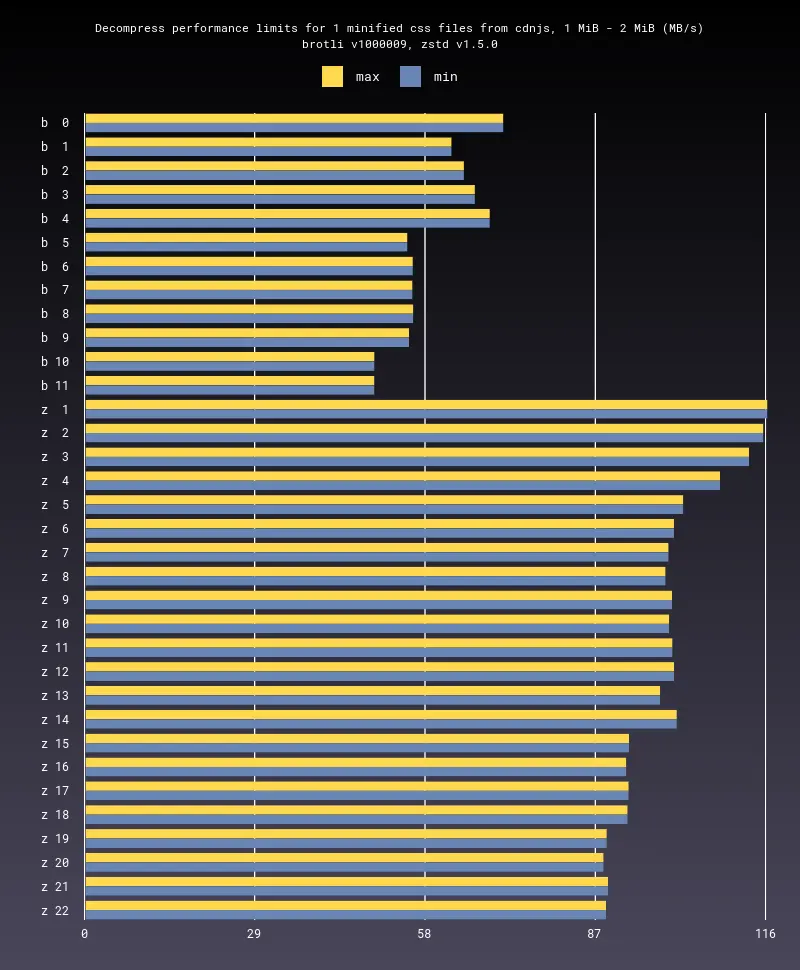 Decompress performance limits for 1 minified css files from cdnjs, 1 MiB - 2 MiB (MB/s)
brotli v1000009, zstd v1.5.0
max min
b 0
b 1
b 2
b 3
b 4
b 5
b 6
b 7
b 8
b 9
b 10
b 11
z 1
z 2
z 3
z 4
z 5
z 6
z 7
z 8
z 9
z 10
z 11
z 12
z 13
z 14
z 15
z 16
z 17
z 18
z 19
z 20
z 21
z 22
0 29 58 87 116